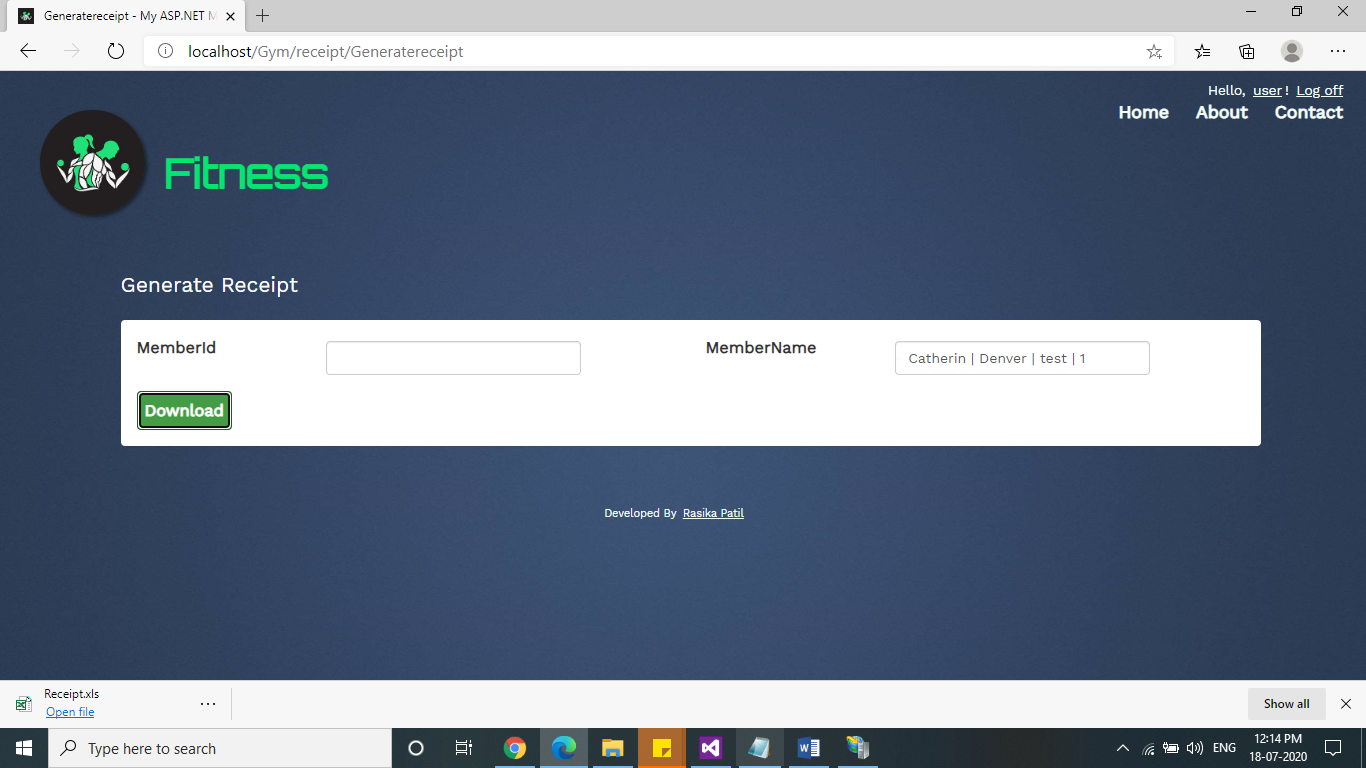 Generatereceipt - My ASP.NET M
localhost/Gym/receipt/Generatereceipt
Hello, user! Log off
Home About Contact
Fitness
Generate Receipt
MemberId MemberName Catherin | Denver | test | 1
Download
Developed By Rasika Patil
Receipt.xls
Open file
Show all
Type here to search
ENG
12:14 PM
18-07-2020